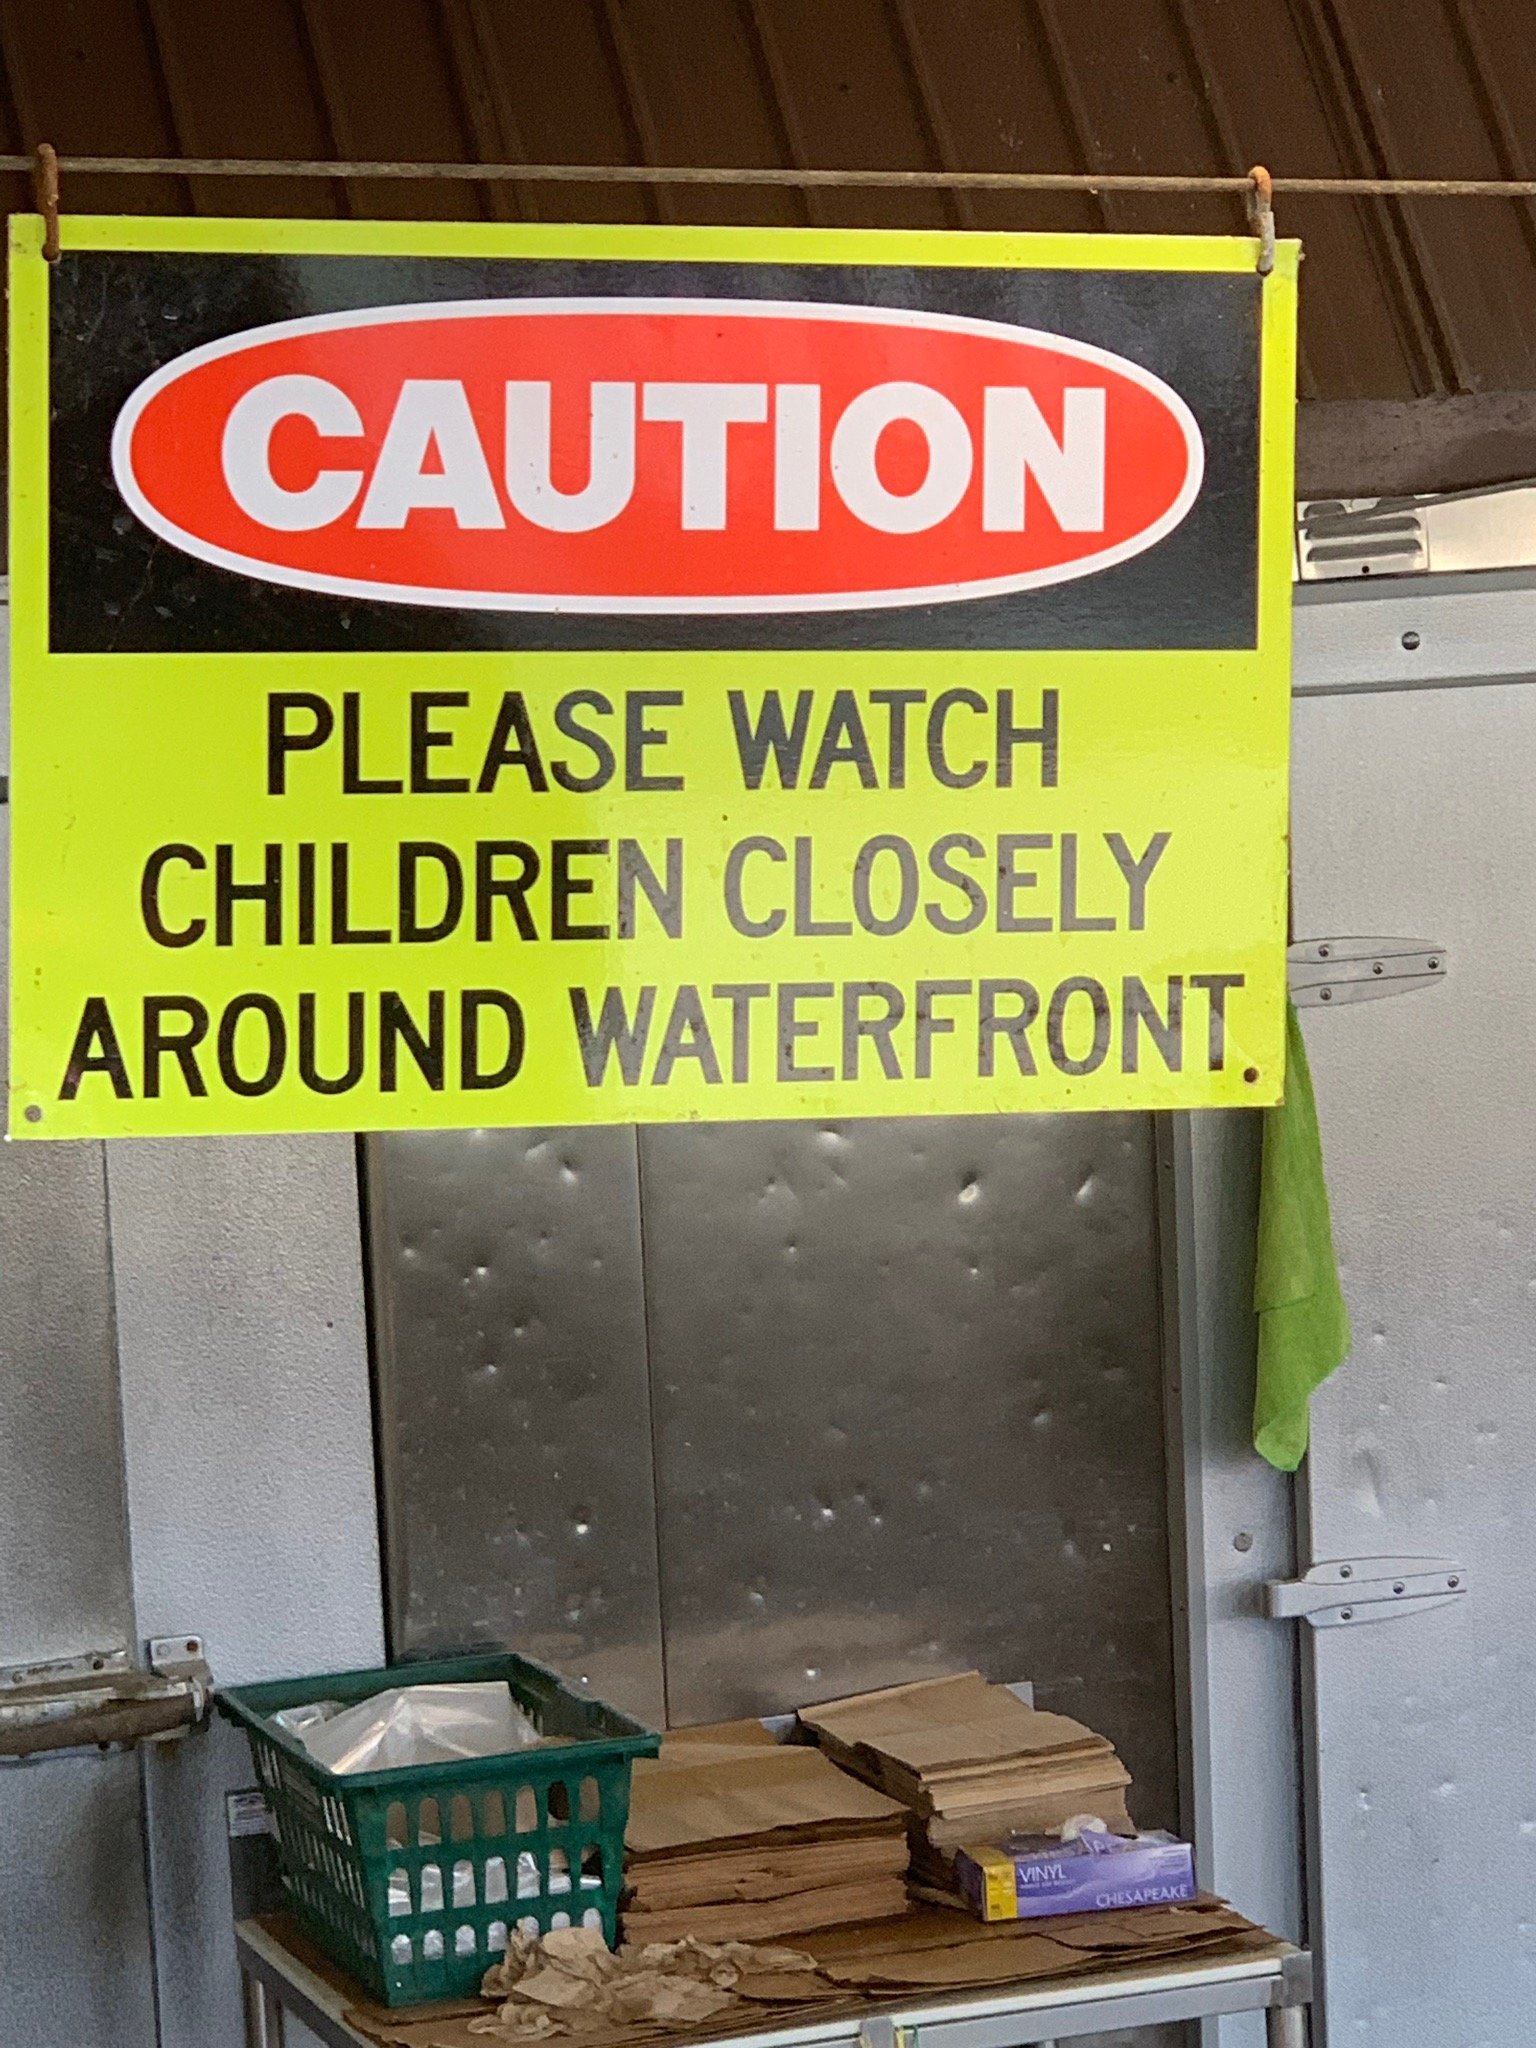 CAUTION
PLEASE WATCH
CHILDREN CLOSELY
AROUND WATERFRONT
VINYL
CHESAPEAKE